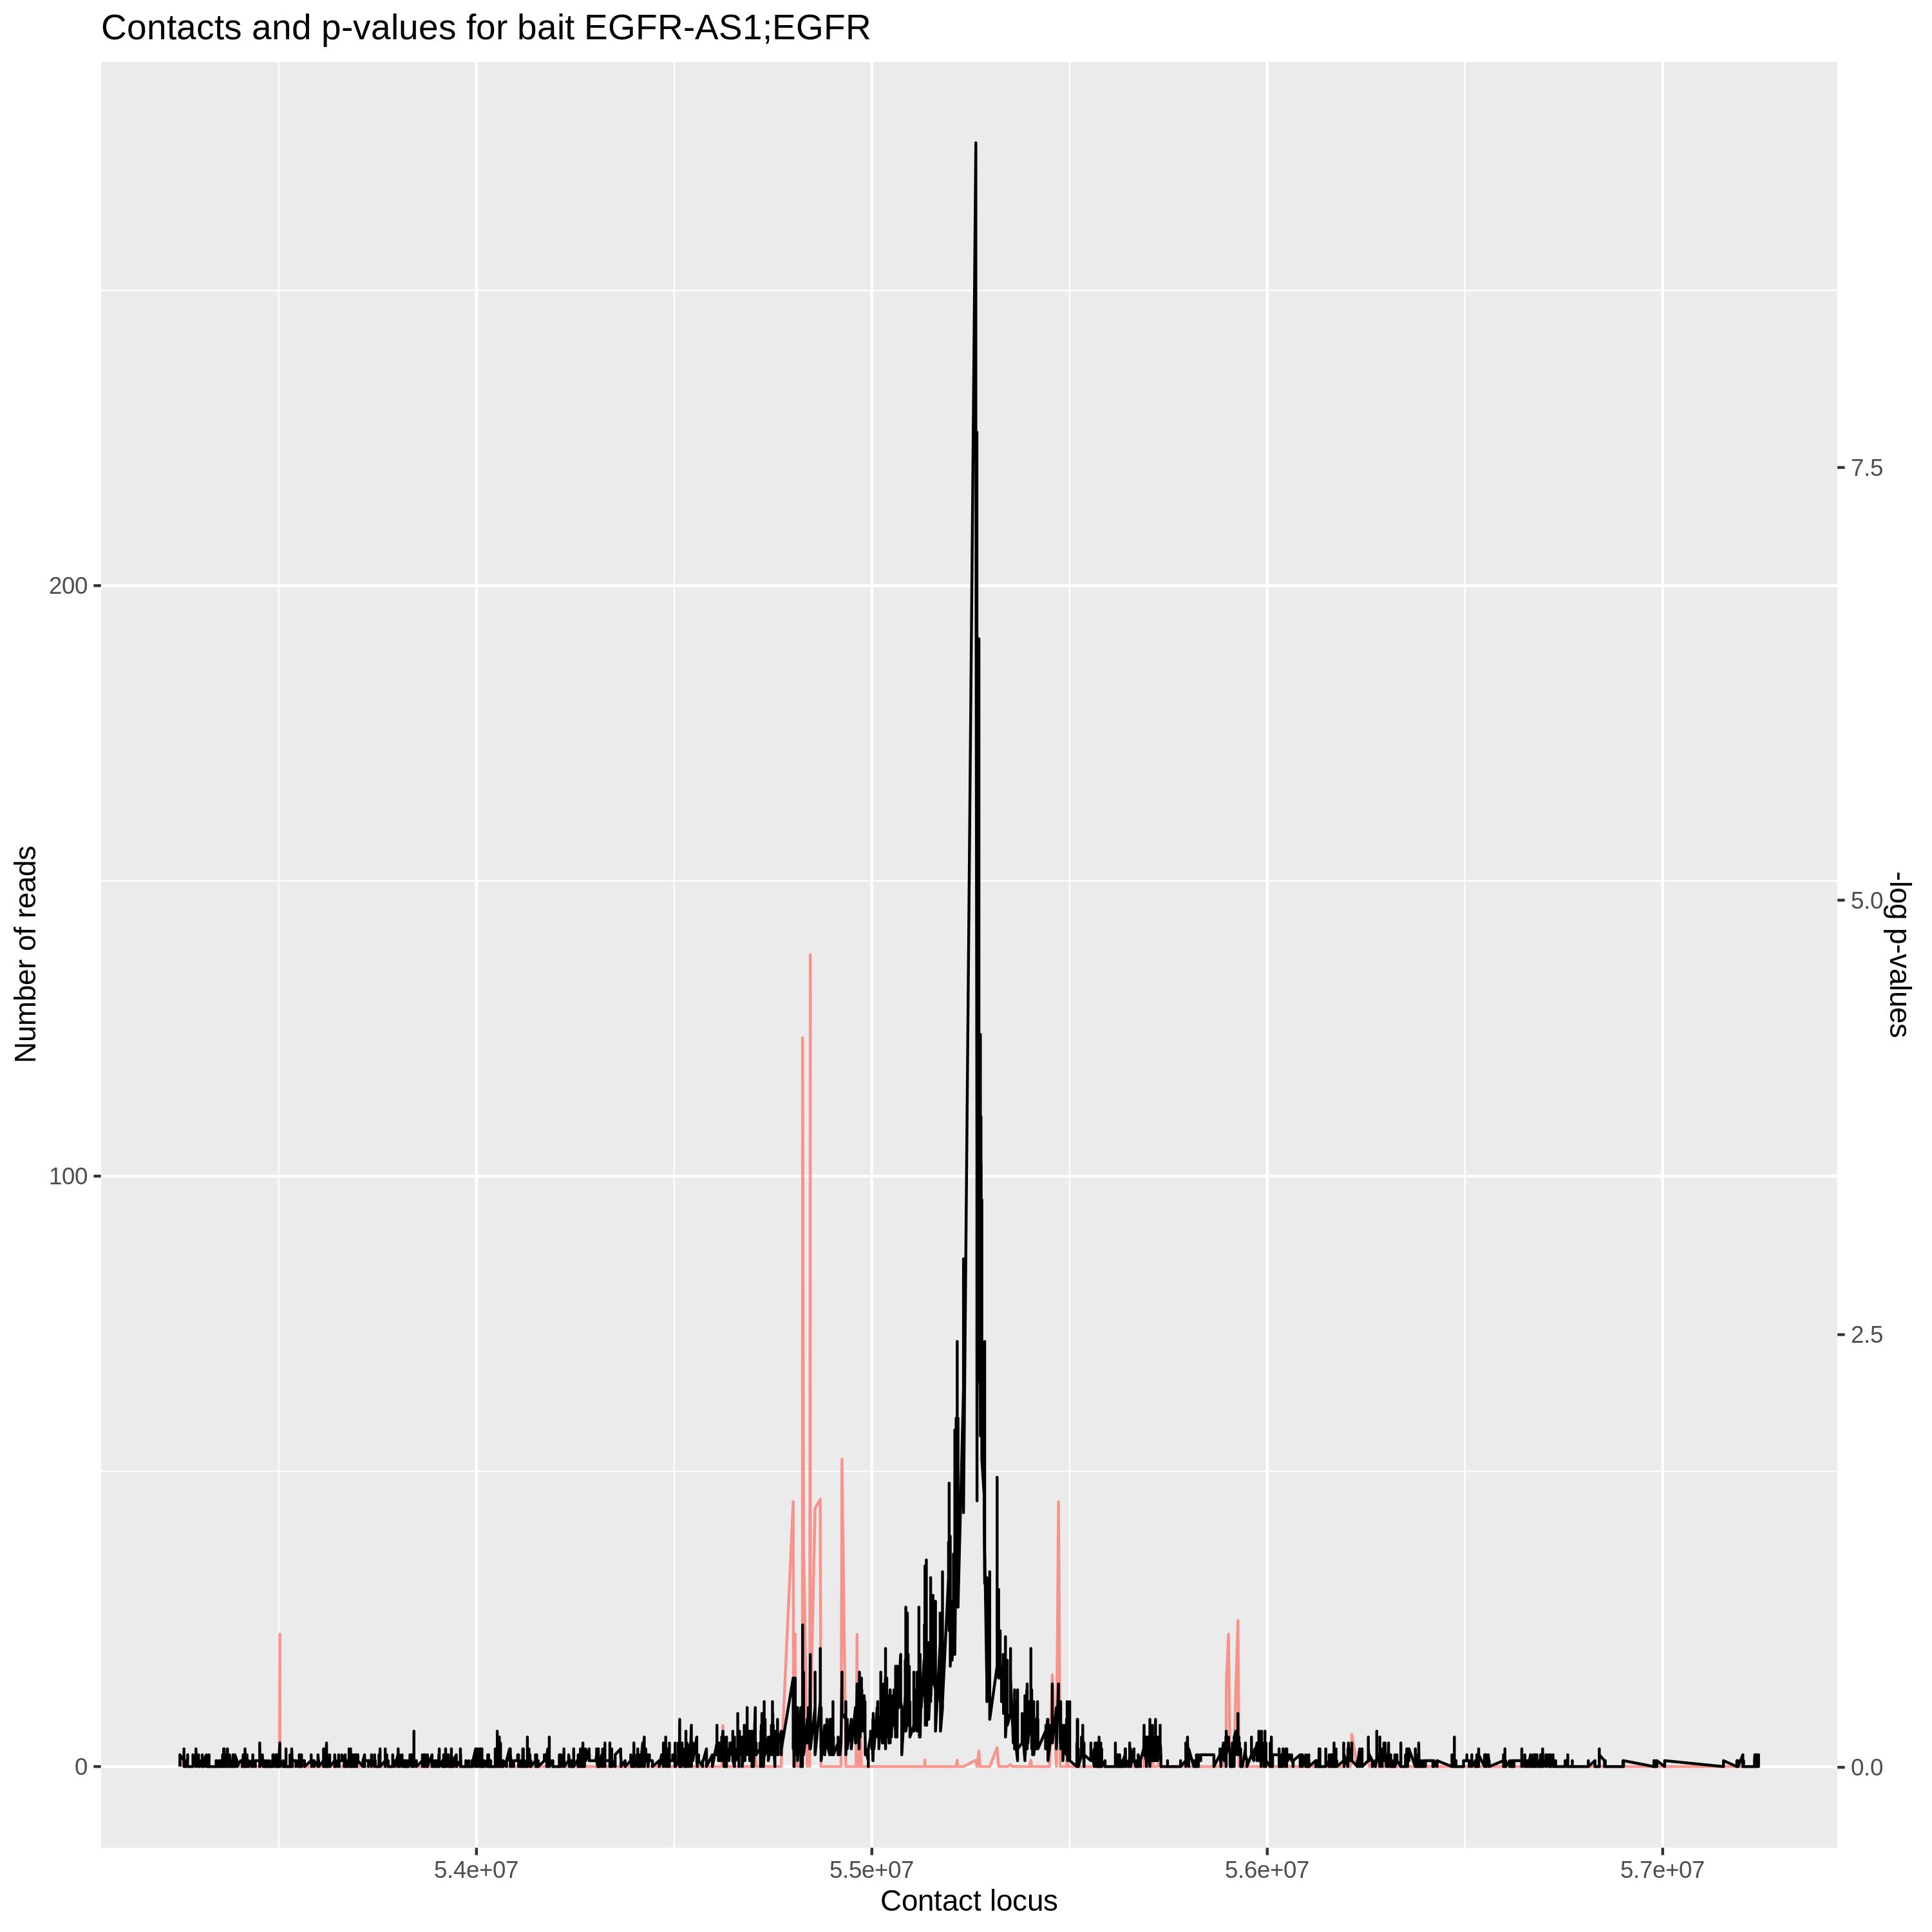 Contacts and p-values for bait EGFR-AS1;EGFR
Number of reads
200
100
0
7.5
5.0
2.5
0.0
-log p-values
5.4e+07 5.5e+07 5.6e+07 5.7e+07
Contact locus